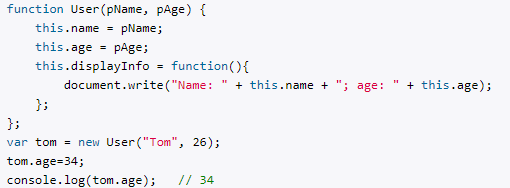 function User(pName, pAge) {
    this.name = pName;
    this.age = pAge;
    this.displayInfo = function(){
        document.write("Name: " + this.name + "; age: " + this.age);
    };
};
var tom = new User("Tom", 26);
tom.age=34;
console.log(tom.age);   // 34